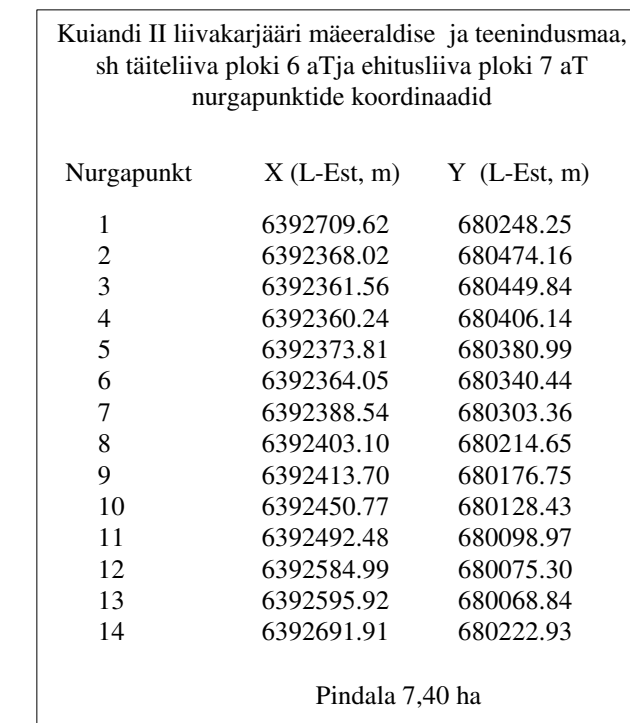 Kuiandi II liivakarjääri mäeeraldise ja teenindusmaa,
sh täiteliiva ploki 6 aTja ehitusliiva ploki 7 aT
nurgapunktide koordinaadid
Nurgapunkt X (L-Est, m) Y (L-Est, m)
1 6392709.62 680248.25
2 6392368.02 680474.16
3 6392361.56 680449.84
4 6392360.24 680406.14
5 6392373.81 680380.99
6 6392364.05 680340.44
7 6392388.54 680303.36
8 6392403.10 680214.65
9 6392413.70 680176.75
10 6392450.77 680128.43
11 6392492.48 680098.97
12 6392584.99 680075.30
13 6392595.92 680068.84
14 6392691.91 680222.93
Pindala 7,40 ha